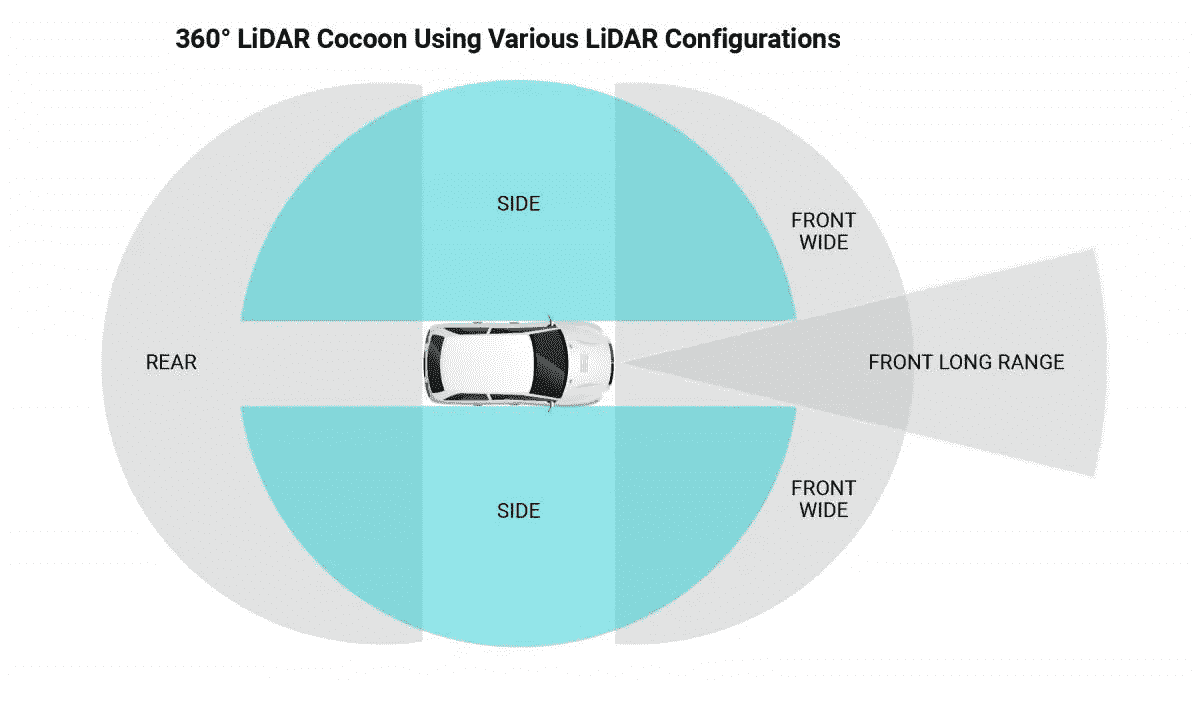 360° LiDAR Cocoon Using Various LiDAR Configurations
SIDE
FRONT
WIDE
REAR
FRONT LONG RANGE
SIDE
FRONT
WIDE